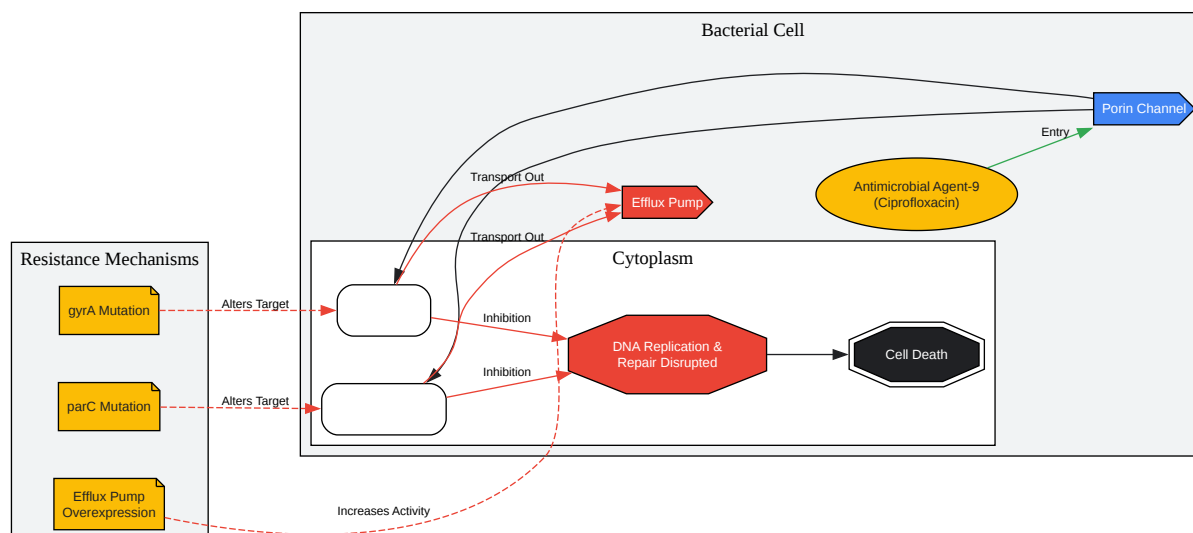 Bacterial Cell
Porin Channel
Entry
Antimicrobial Agent-9
(Ciprofloxacin)
Transport Out
Efflux Pump
Transport Out
Resistance Mechanisms
Cytoplasm
gyrA Mutation
Alters Target
Inhibition
DNA Replication &
Repair Disrupted
Cell Death
Inhibition
parC Mutation
Alters Target
Efflux Pump
Overexpression
Increases Activity